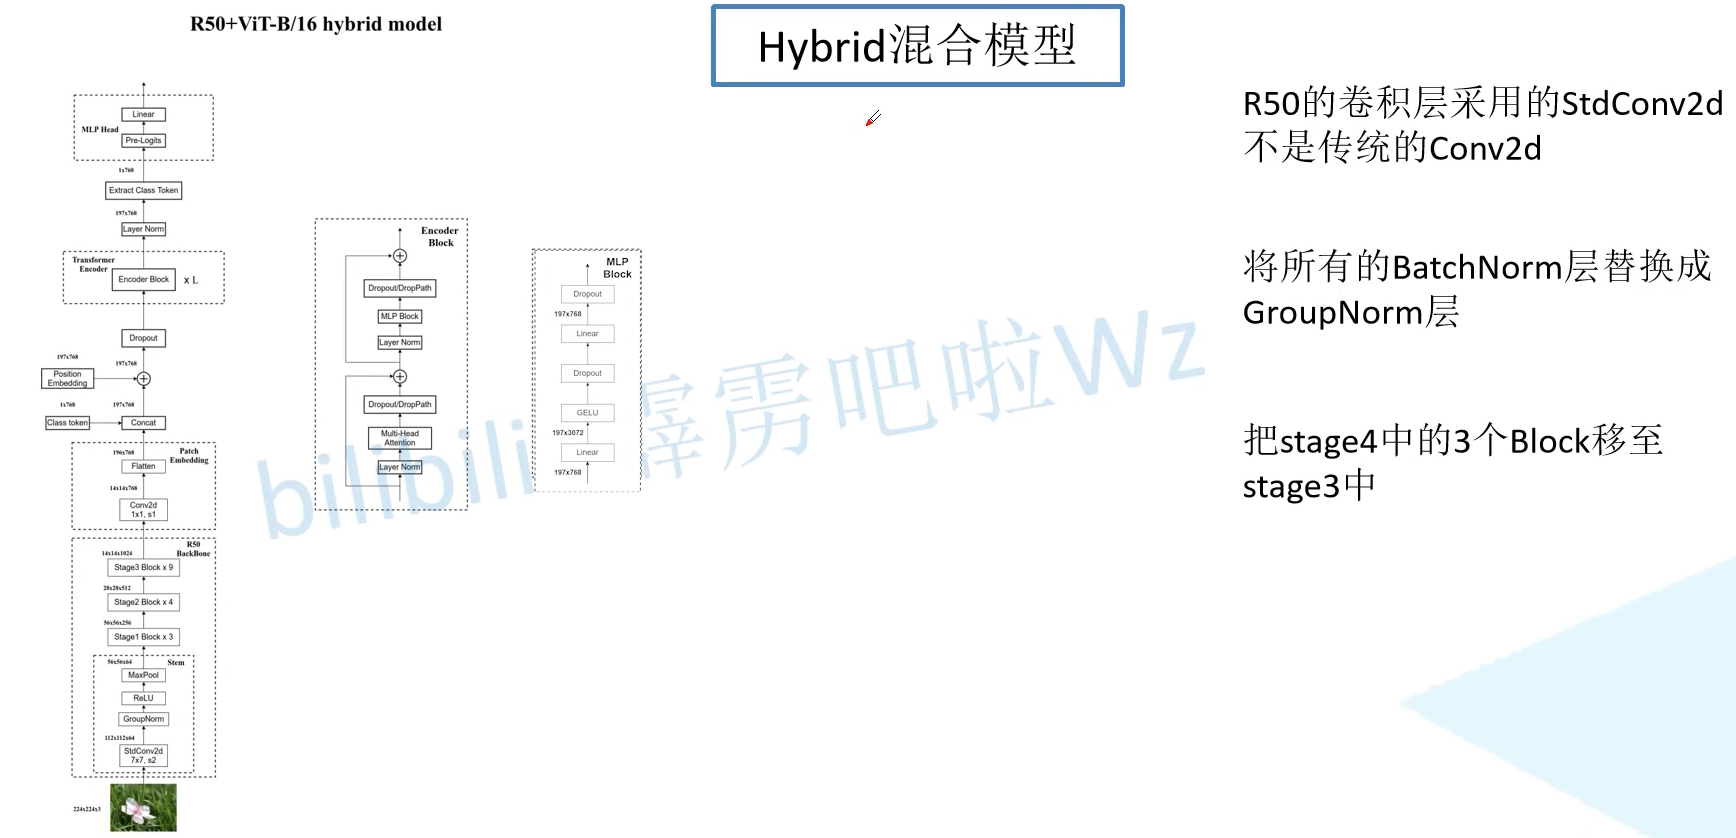 R50+ViT-B/16 hybrid model
Hybrid混合模型
R50的卷积层采用的StdConv2d
不是传统的Conv2d
将所有的BatchNorm层替换成
GroupNorm层
把stage4中的3个Block移至
stage3中
Linear
MLP Head
Pre-Logits
1x768
Extract Class Token
197x768
Layer Norm
Transformer
Encoder
Encoder Block
x L
Dropout
197x768
197x768
Position
Embedding
1x768
197x768
Class token
Concat
196x768
Patch
Embedding
Flatten
14x14x768
Conv2d
1x1, s1
R50
BackBone
14x14x1024
Stage3 Block x 9
28x28x512
Stage2 Block x 4
56x56x256
Stage1 Block x 3
56x56x64
Stem
MaxPool
ReLU
GroupNorm
112x112x64
StdConv2d
7x7, s2
224x224x3
Encoder
Block
Dropout/DropPath
MLP Block
Layer Norm
Dropout/DropPath
Multi-Head
Attention
Layer Norm
MLP
Block
Dropout
197x768
Linear
Dropout
GELU
197x3072
Linear
197x768
bilibili霹雳吧啦Wz